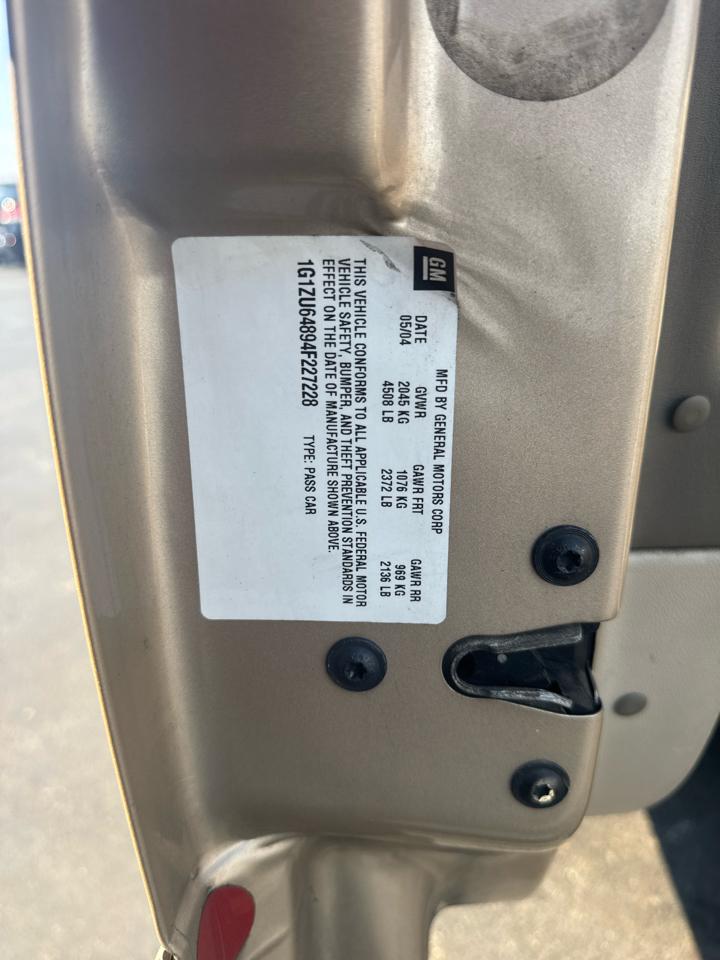 GM
MFD BY GENERAL MOTORS CORP
DATE GVWR GAWR FRT GAWR RR
05/04 2045 KG 1076 KG 969 KG
4508 LB 2372 LB 2136 LB
THIS VEHICLE CONFORMS TO ALL APPLICABLE U.S. FEDERAL MOTOR
VEHICLE SAFETY, BUMPER, AND THEFT PREVENTION STANDARDS IN
EFFECT ON THE DATE OF MANUFACTURE SHOWN ABOVE.
1G1ZU64894F227228 TYPE: PASS CAR